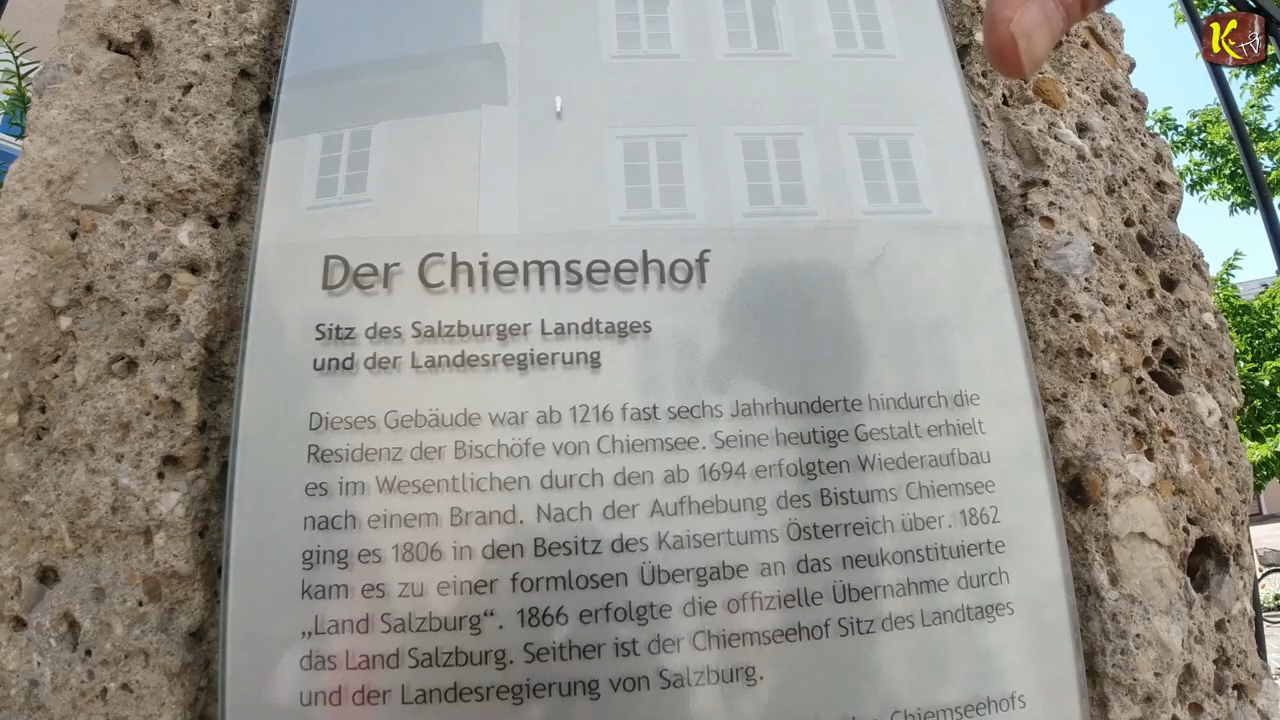 K TV
Der Chiemseehof
Sitz des Salzburger Landtages
und der Landesregierung
Dieses Gebäude war ab 1216 fast sechs Jahrhunderte hindurch die
Residenz der Bischöfe von Chiemsee. Seine heutige Gestalt erhielt
es im Wesentlichen durch den ab 1694 erfolgten Wiederaufbau
nach einem Brand. Nach der Aufhebung des Bistums Chiemsee
ging es 1806 in den Besitz des Kaisertums Österreich über. 1862
kam es zu einer formlosen Übergabe an das neukonstituierte
„Land Salzburg“. 1866 erfolgte die offizielle Übernahme durch
das Land Salzburg. Seither ist der Chiemseehof Sitz des Landtages
und der Landesregierung von Salzburg.
Chiemseehofs